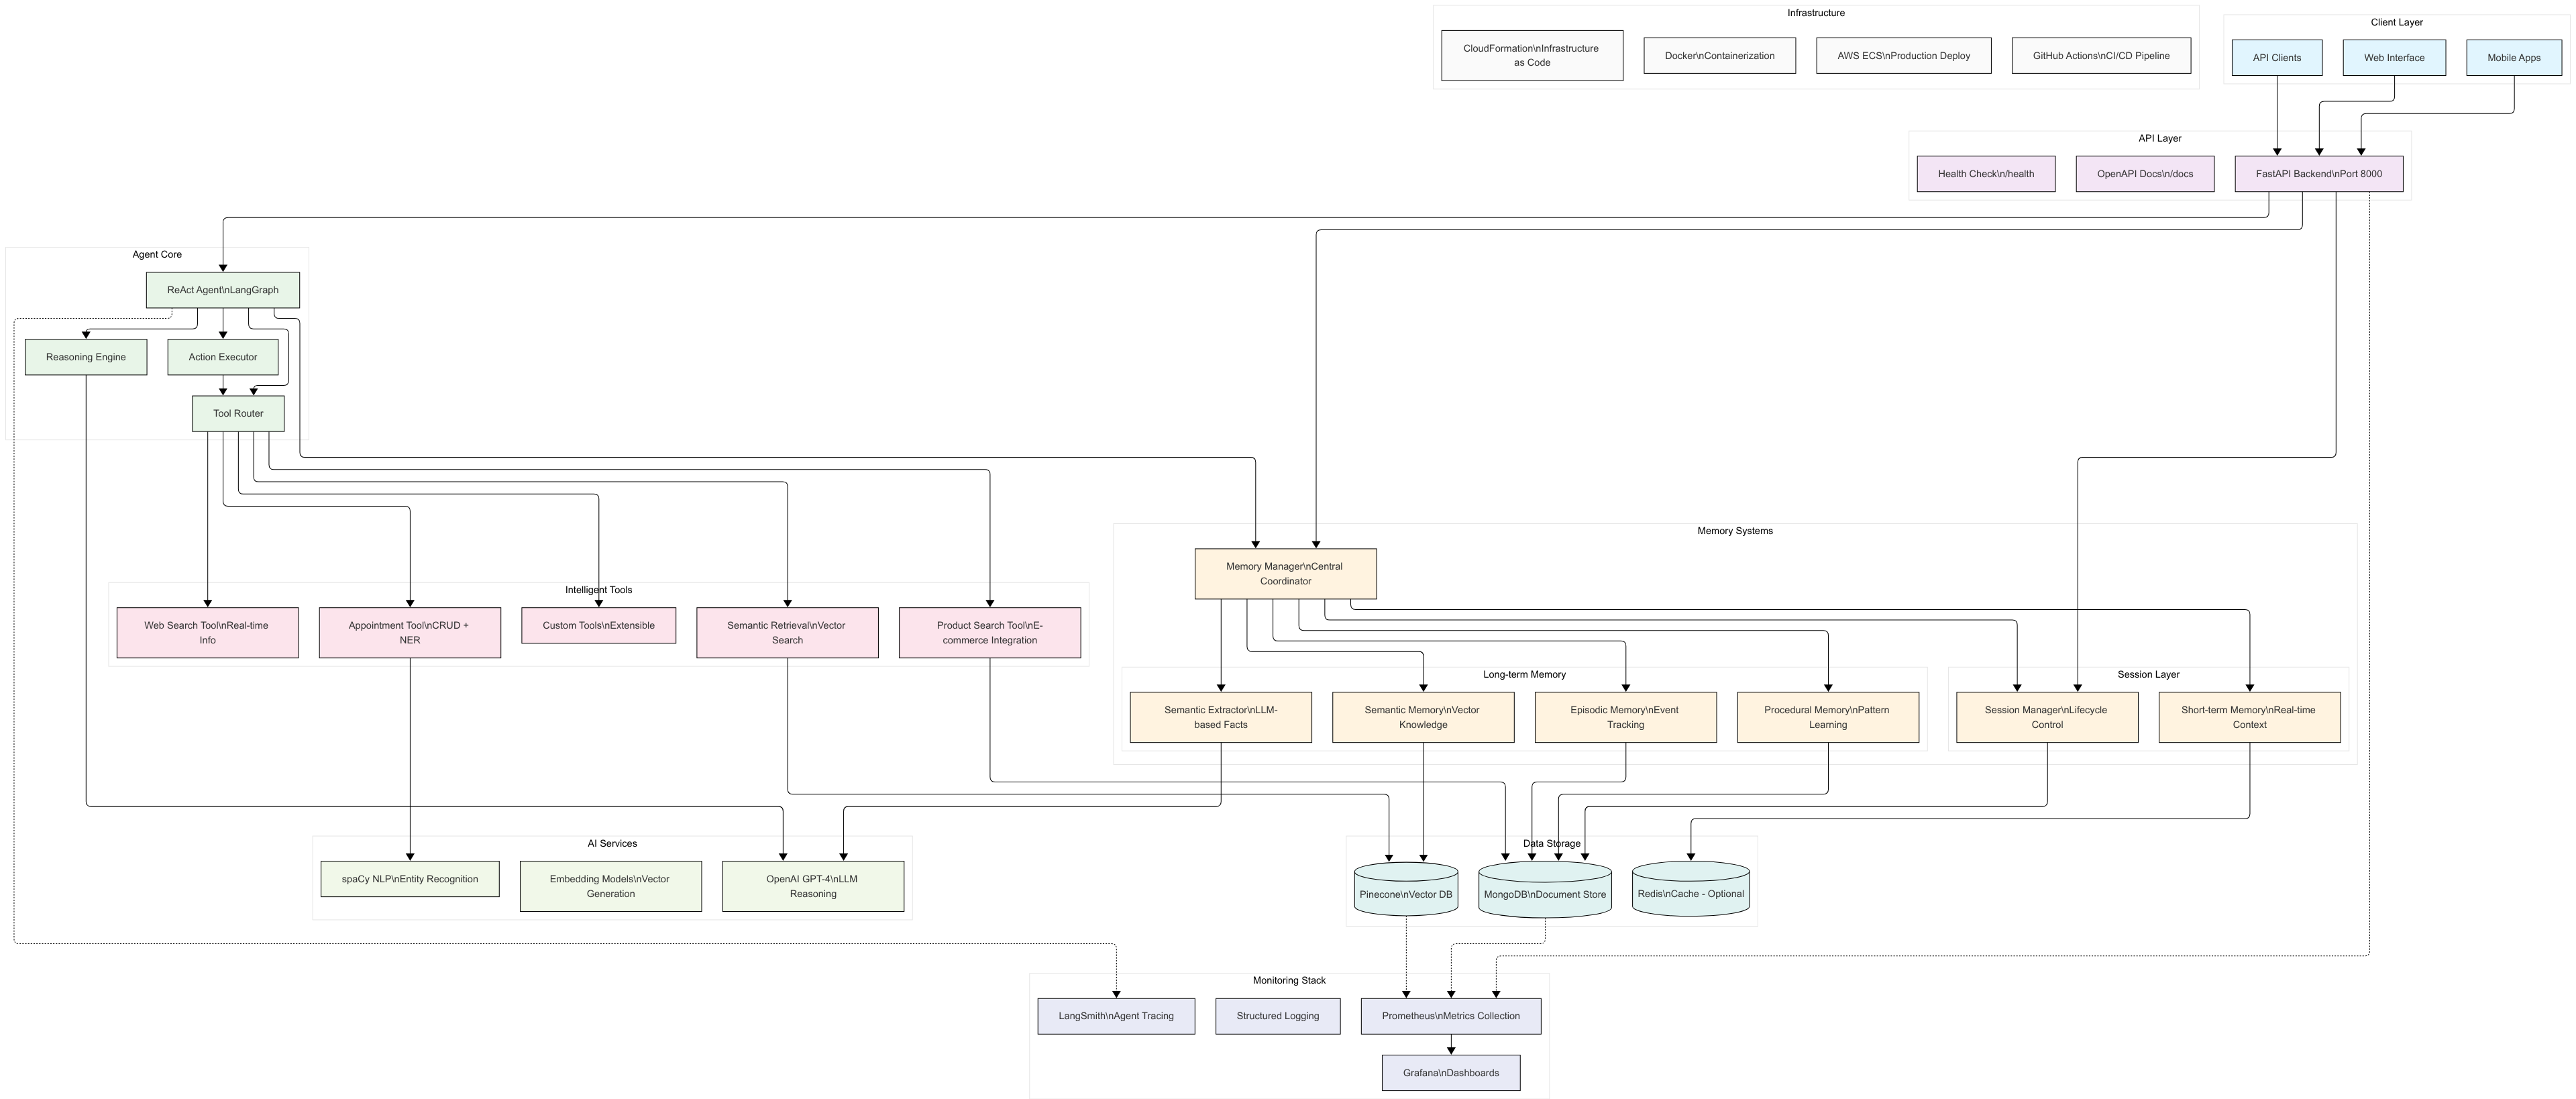 Infrastructure
CloudFormation\nInfrastructure
as Code
Docker\nContainerization
AWS ECS\nProduction Deploy
GitHub Actions\nCI/CD Pipeline
Client Layer
API Clients
Web Interface
Mobile Apps
API Layer
Health Check\n/health
OpenAPI Docs\n/docs
FastAPI Backend\nPort 8000
Agent Core
ReAct Agent\nLangGraph
Reasoning Engine
Action Executor
Tool Router
Intelligent Tools
Web Search Tool\nReal-time
Info
Appointment Tool\nCRUD +
NER
Custom Tools\nExtensible
Semantic Retrieval\nVector
Search
Product Search Tool\nE-
commerce Integration
Memory Systems
Memory Manager\nCentral
Coordinator
Long-term Memory
Semantic Extractor\nLLM-
based Facts
Semantic Memory\nVector
Knowledge
Episodic Memory\nEvent
Tracking
Procedural Memory\nPattern
Learning
Session Layer
Session Manager\nLifecycle
Control
Short-term Memory\nReal-time
Context
AI Services
spaCy NLP\nEntity Recognition
Embedding Models\nVector
Generation
OpenAI GPT-4\nLLM
Reasoning
Data Storage
Pinecone\nVector DB
MongoDB\nDocument Store
Redis\nCache - Optional
Monitoring Stack
LangSmith\nAgent Tracing
Structured Logging
Prometheus\nMetrics Collection
Grafana\nDashboards